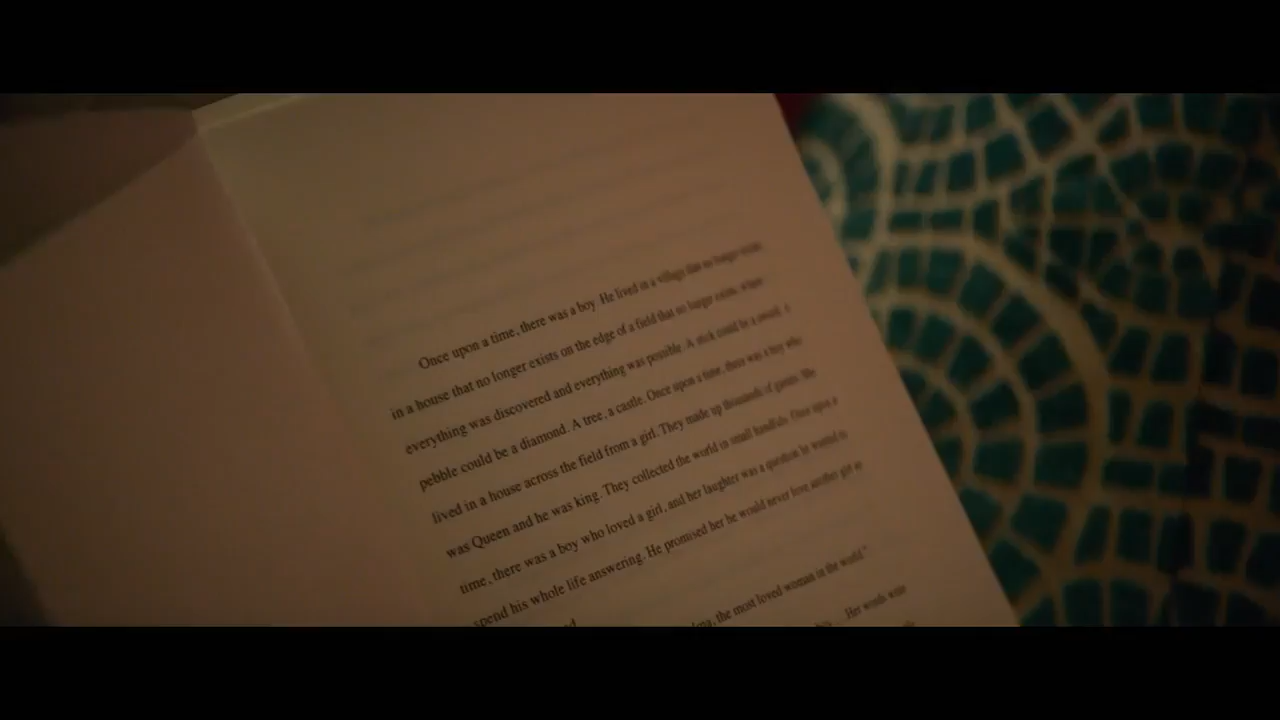 Once upon a time, there was a boy. He lived in a village that no longer exists
in a house that no longer exists on the edge of a field that no longer exists, where
everything was discovered and everything was possible. A stick could be a sword. A
pebble could be a diamond. A tree, a castle. Once upon a time, there was a boy who
lived in a house across the field from a girl. They made up thousands of games. She
was Queen and he was king. They collected the world in small handfuls. Once upon a
time, there was a boy who loved a girl, and her laughter was a question he wanted to
spend his whole life answering. He promised her he would never love another girl as
the most loved woman in the world."
Her words were